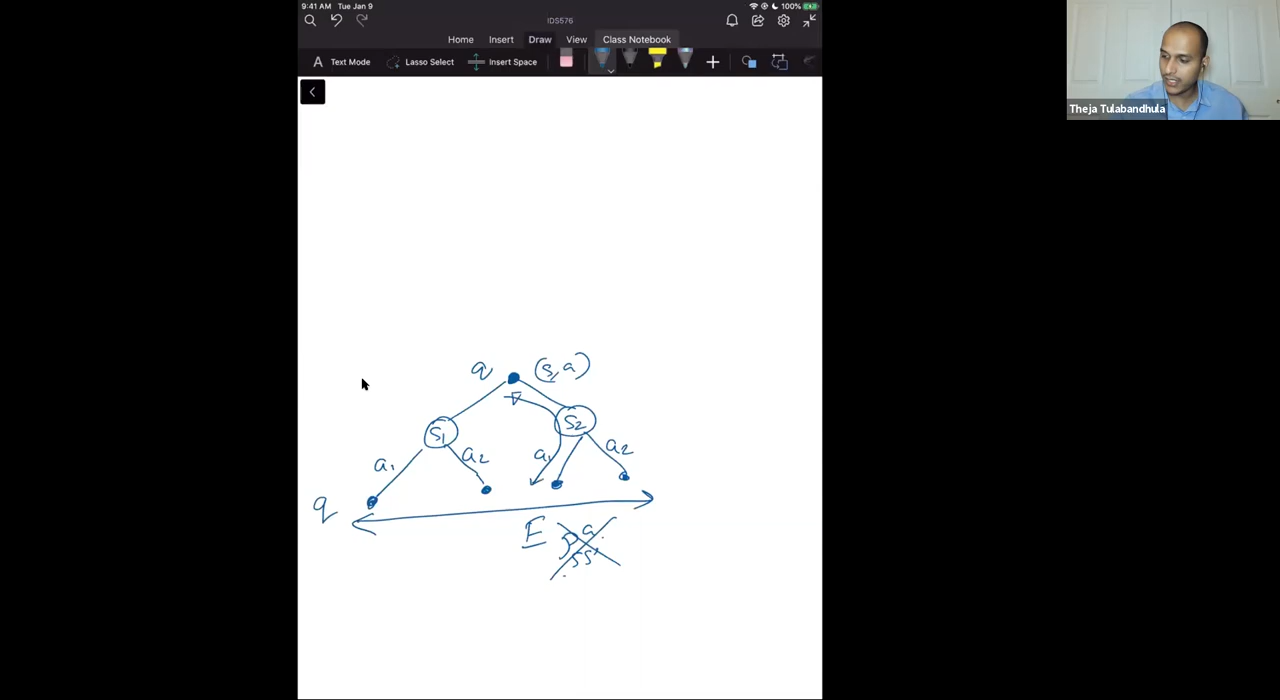 9:41 AM Tue Jan 9
100%
IDS576
Home Insert Draw View Class Notebook
A Text Mode Lasso Select Insert Space
Theja Tulabandhula
q (s, a)
S1 S2
a1 a2 a1 a2
q
E